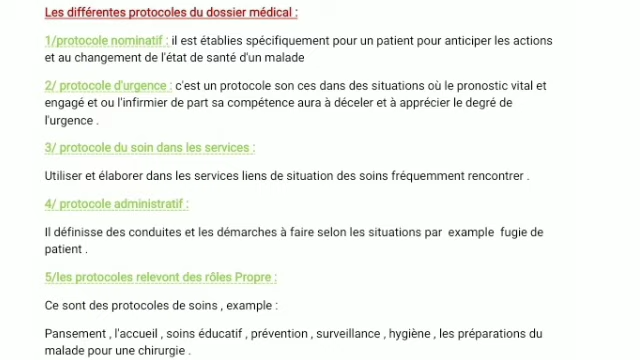 Les différentes protocoles du dossier médical :
1/protocole nominatif : il est établies spécifiquement pour un patient pour anticiper les actions
et au changement de l'état de santé d'un malade
2/ protocole d'urgence : c'est un protocole son ces dans des situations où le pronostic vital et
engagé et ou l'infirmier de part sa compétence aura à déceler et à apprécier le degré de
l'urgence .
3/ protocole du soin dans les services :
Utiliser et élaborer dans les services liens de situation des soins fréquemment rencontrer .
4/ protocole administratif :
Il définisse des conduites et les démarches à faire selon les situations par  example  fugie de
patient .
5/les protocoles relevont des rôles Propre :
Ce sont des protocoles de soins , example :
Pansement , l'accueil , soins éducatif , prévention , surveillance , hygiène , les préparations du
malade pour une chirurgie .